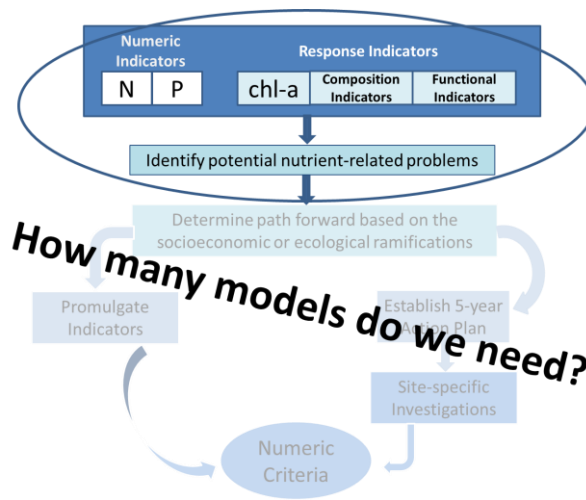 Numeric
Indicators
Response Indicators
N
P
chl-a
Composition
Indicators
Functional
Indicators
Identify potential nutrient-related problems
Determine path forward based on the
socioeconomic or ecological ramifications
How many models do we need?
Promulgate
Indicators
Establish 5-year
Action Plan
Site-specific
Investigations
Numeric
Criteria